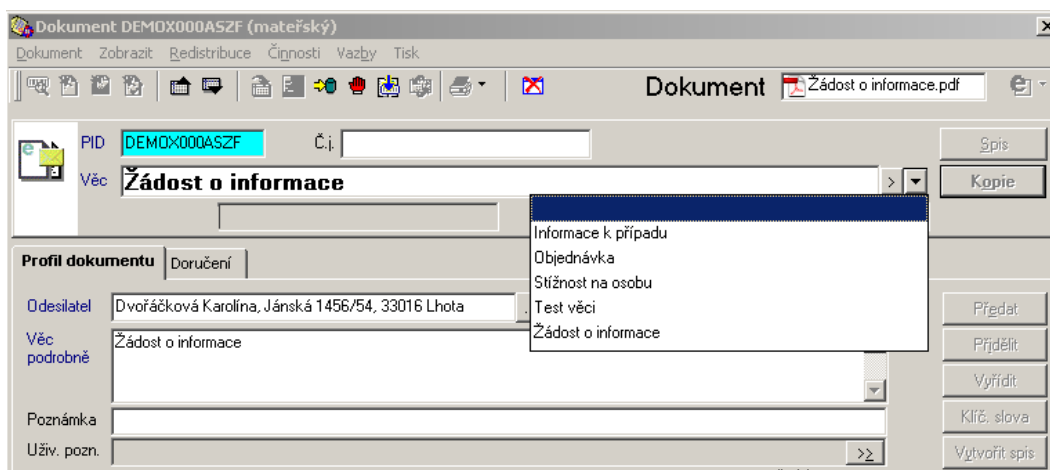 Dokument DEMOX000ASZF (mateřský)
Dokument Zobrazit Redistribuce Činnosti Vazby Tisk
Dokument Žádost o informace.pdf
PID DEMOX000ASZF Č.j. Spis
Věc Žádost o informace > Kopie
Informace k případu
Objednávka
Stížnost na osobu
Test věci
Žádost o informace
Profil dokumentu Doručení
Odesilatel Dvořáčková Karolína, Jánská 1456/54, 33016 Lhota Předat
Věc podrobně Žádost o informace Přidělit
Vyřídit
Poznámka Klíč. slova
Uživ. pozn. >> Vytvořit spis